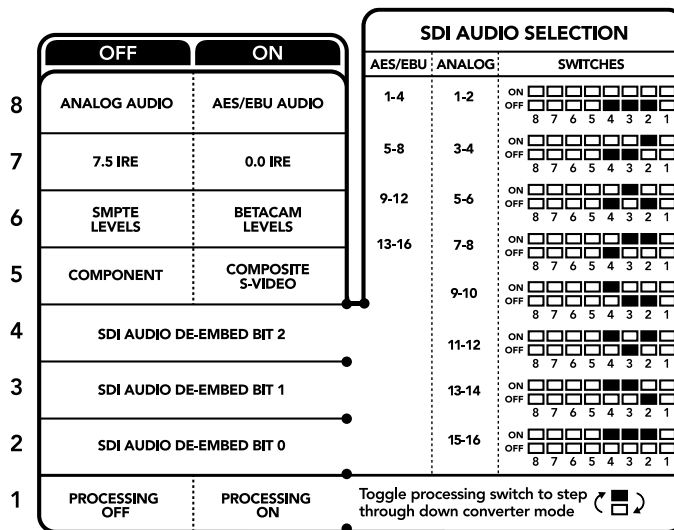 OFF ON
8 ANALOG AUDIO AES/EBU AUDIO
7 7.5 IRE 0.0 IRE
6 SMPTE LEVELS BETACAM LEVELS
5 COMPONENT COMPOSITE S-VIDEO
4 SDI AUDIO DE-EMBED BIT 2
3 SDI AUDIO DE-EMBED BIT 1
2 SDI AUDIO DE-EMBED BIT 0
1 PROCESSING OFF PROCESSING ON
SDI AUDIO SELECTION
AES/EBU ANALOG SWITCHES
1-4 1-2 ON
OFF
8 7 6 5 4 3 2 1
5-8 3-4 ON
OFF
8 7 6 5 4 3 2 1
9-12 5-6 ON
OFF
8 7 6 5 4 3 2 1
13-16 7-8 ON
OFF
8 7 6 5 4 3 2 1
9-10 ON
OFF
8 7 6 5 4 3 2 1
11-12 ON
OFF
8 7 6 5 4 3 2 1
13-14 ON
OFF
8 7 6 5 4 3 2 1
15-16 ON
OFF
8 7 6 5 4 3 2 1
Toggle processing switch to step
through down converter mode